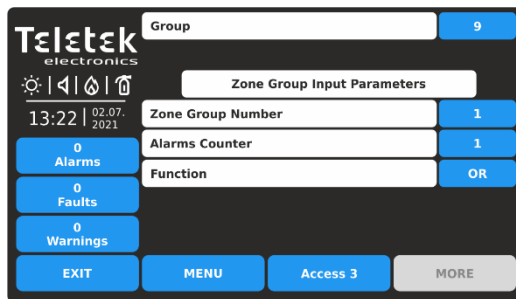 Teletek
electronics
13:22 02.07.
2021
0
Alarms
0
Faults
0
Warnings
Group 9
Zone Group Input Parameters
Zone Group Number 1
Alarms Counter 1
Function OR
EXIT MENU Access 3 MORE